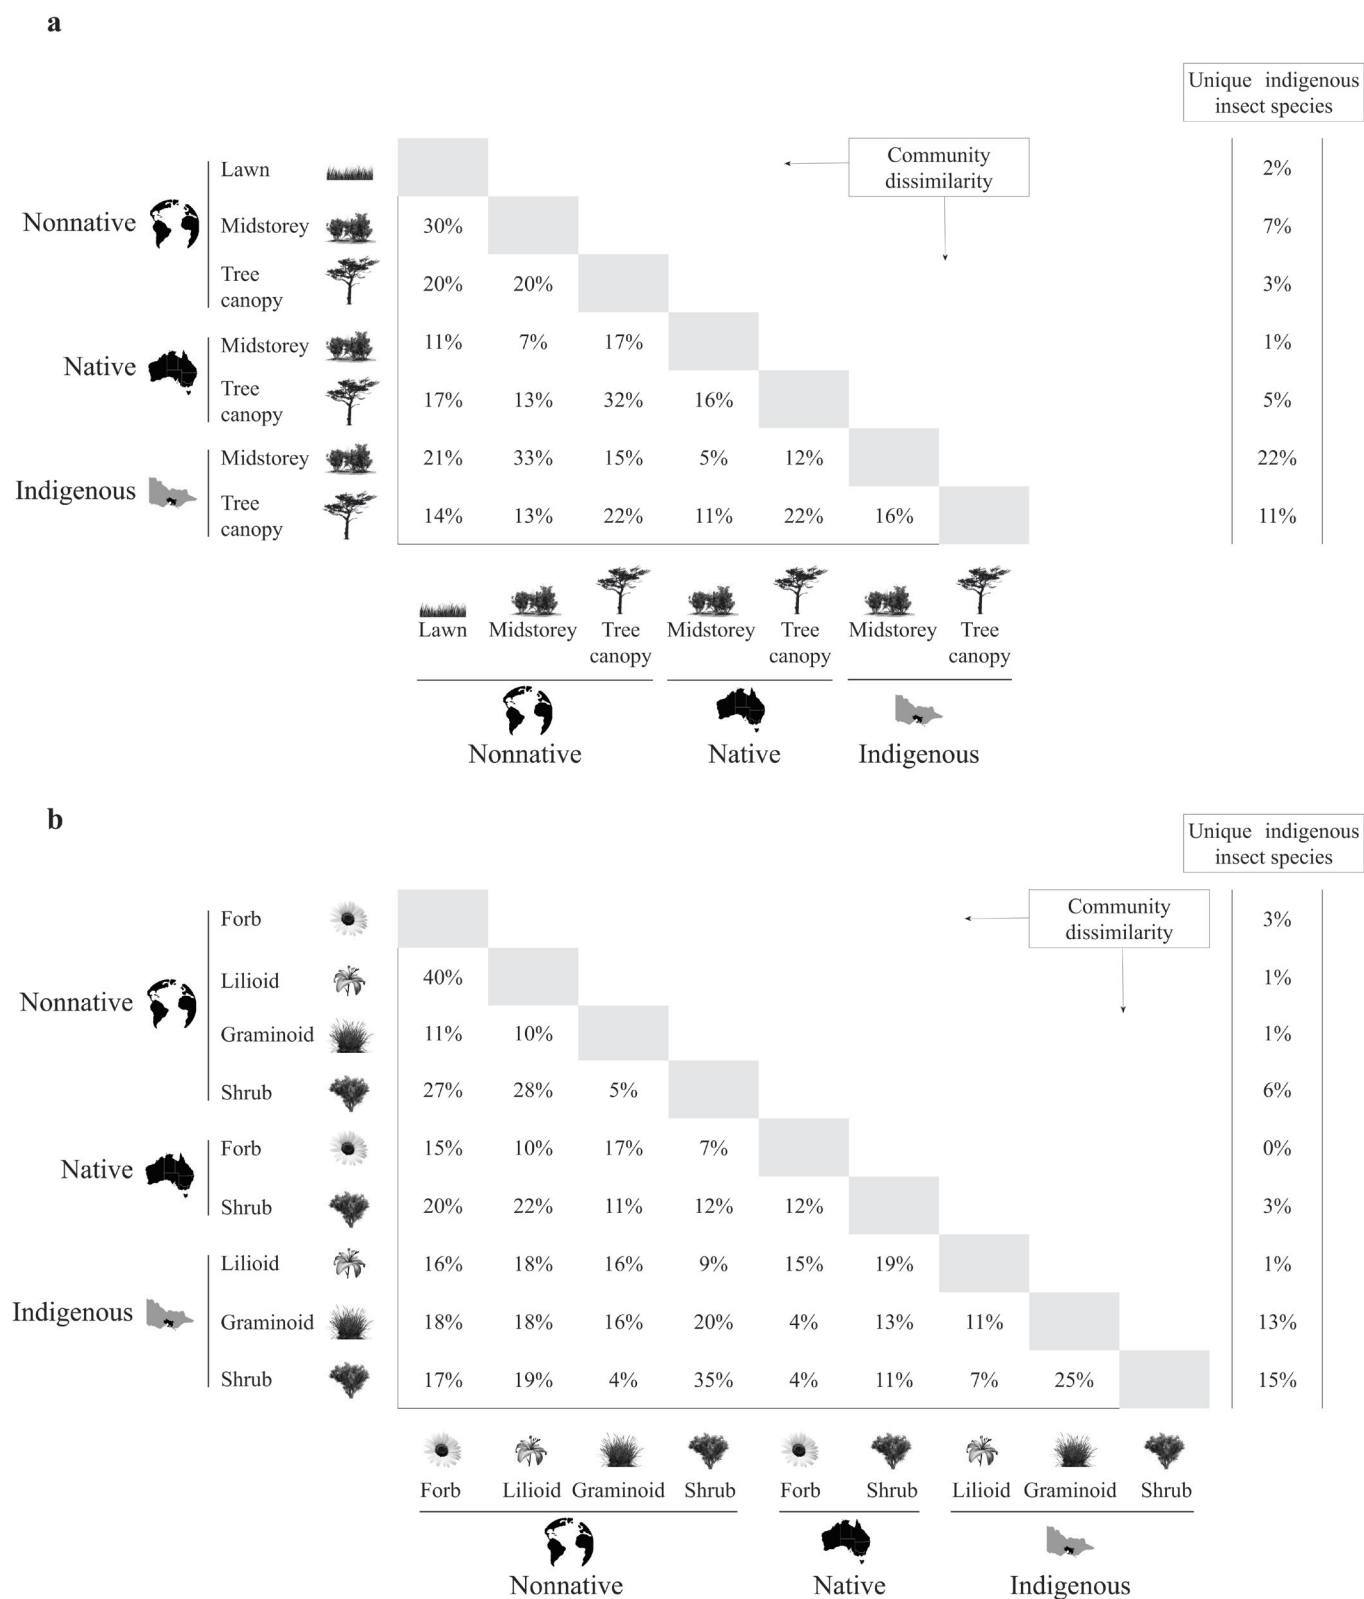 a
Unique indigenous
insect species
Community
dissimilarity
Lawn 2%
Nonnative Midstorey 30% 7%
Tree
canopy 20% 20% 3%
Native Midstorey 11% 7% 17% 1%
Tree
canopy 17% 13% 32% 16% 5%
Indigenous Midstorey 21% 33% 15% 5% 12% 22%
Tree
canopy 14% 13% 22% 11% 22% 16% 11%
Lawn Midstorey Tree Midstorey Tree Midstorey Tree
canopy canopy canopy
Nonnative Native Indigenous
b
Unique indigenous
insect species
Community
dissimilarity
Forb 3%
Lilioid 40% 1%
Nonnative
Graminoid 11% 10% 1%
Shrub 27% 28% 5% 6%
Forb 15% 10% 17% 7% 0%
Native
Shrub 20% 22% 11% 12% 12% 3%
Lilioid 16% 18% 16% 9% 15% 19% 1%
Indigenous
Graminoid 18% 18% 16% 20% 4% 13% 11% 13%
Shrub 17% 19% 4% 35% 4% 11% 7% 25% 15%
Forb Lilioid Graminoid Shrub Forb Shrub Lilioid Graminoid Shrub
Nonnative Native Indigenous